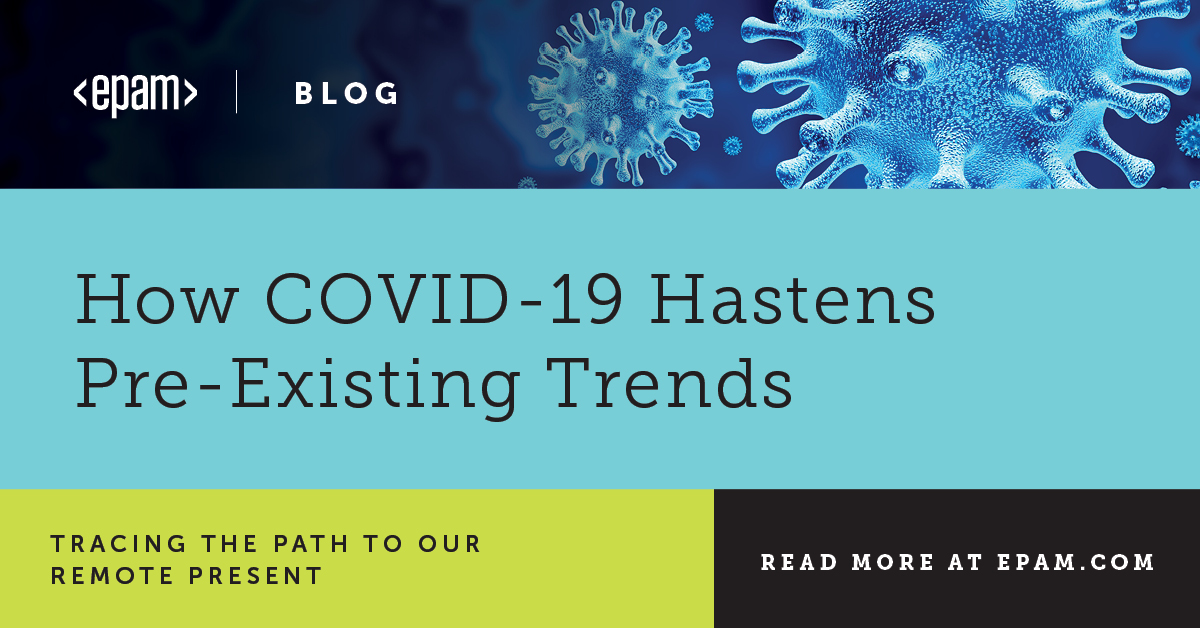 <epam> | BLOG
How COVID-19 Hastens
Pre-Existing Trends
TRACING THE PATH TO OUR
REMOTE PRESENT
READ MORE AT EPAM.COM